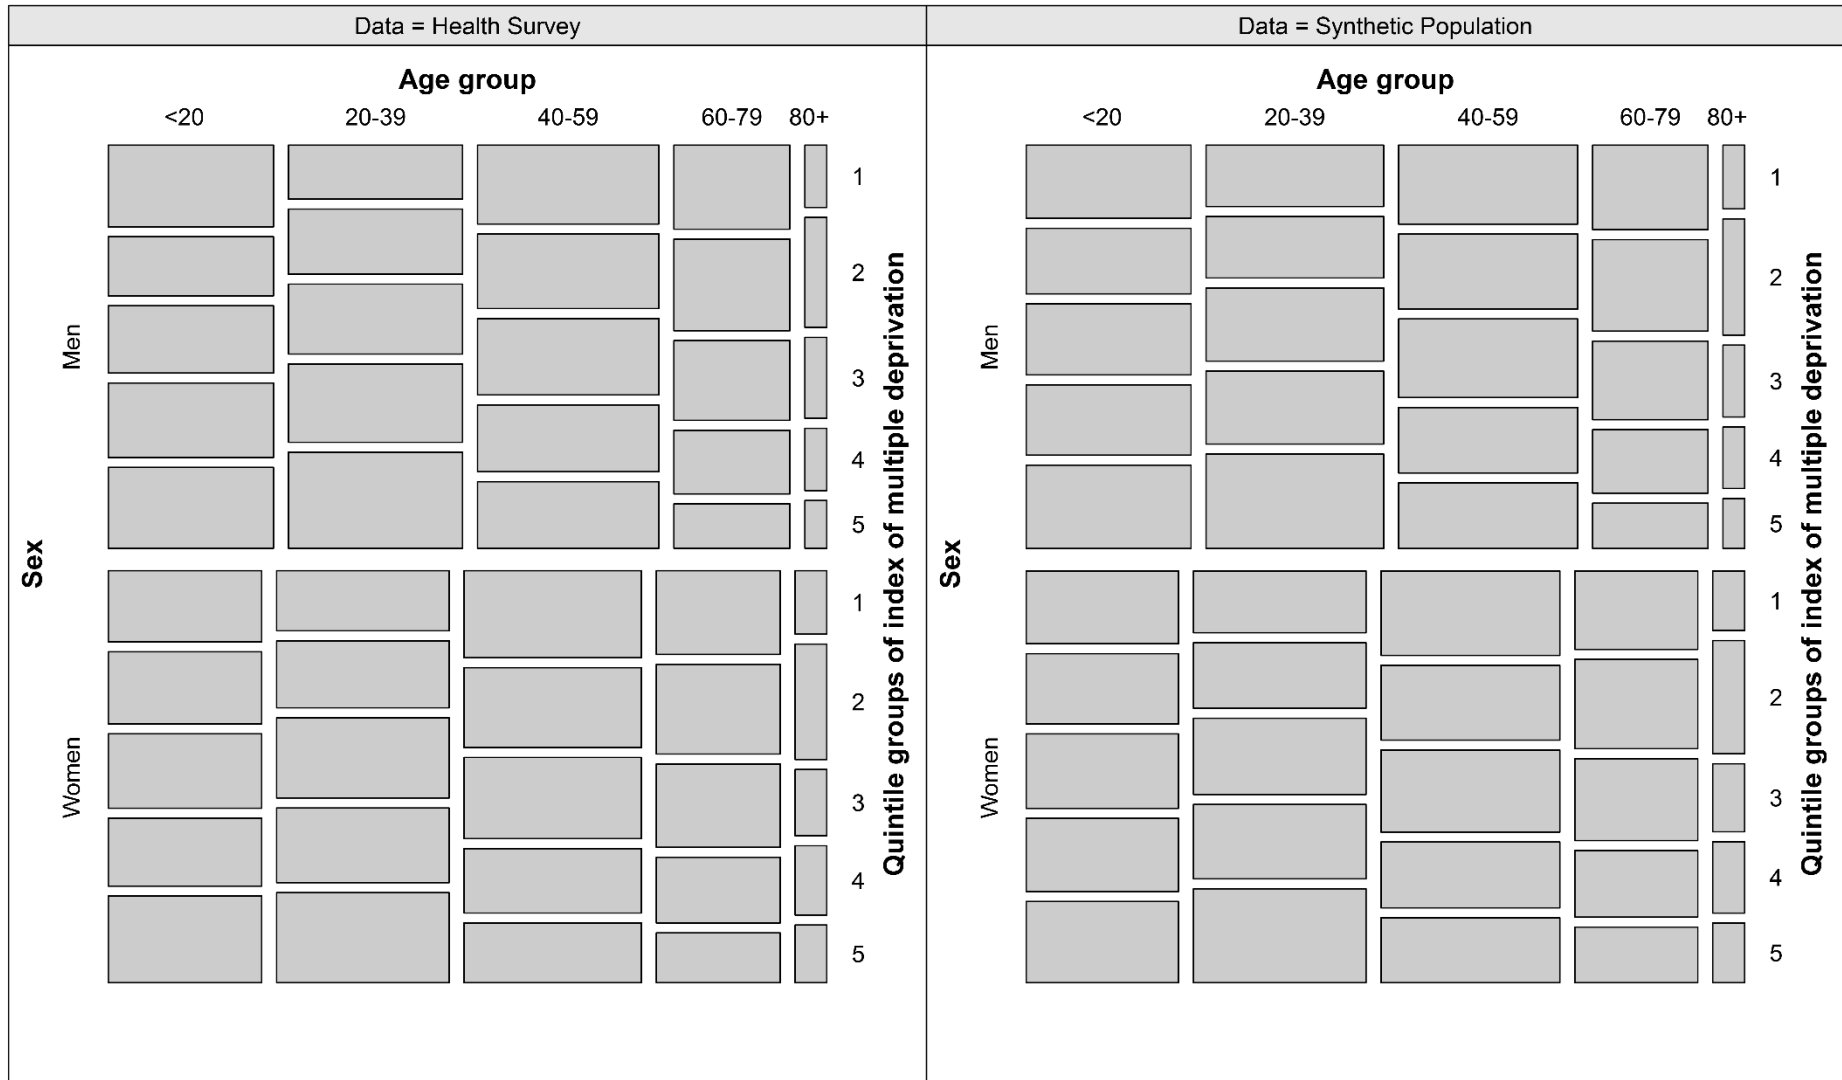 Data = Health Survey
Age group
<20 20-39 40-59 60-79 80+
Sex
Men
Women
1
2
3
4
5
1
2
3
4
5
Quintile groups of index of multiple deprivation
Data = Synthetic Population
Age group
<20 20-39 40-59 60-79 80+
Sex
Men
Women
1
2
3
4
5
1
2
3
4
5
Quintile groups of index of multiple deprivation